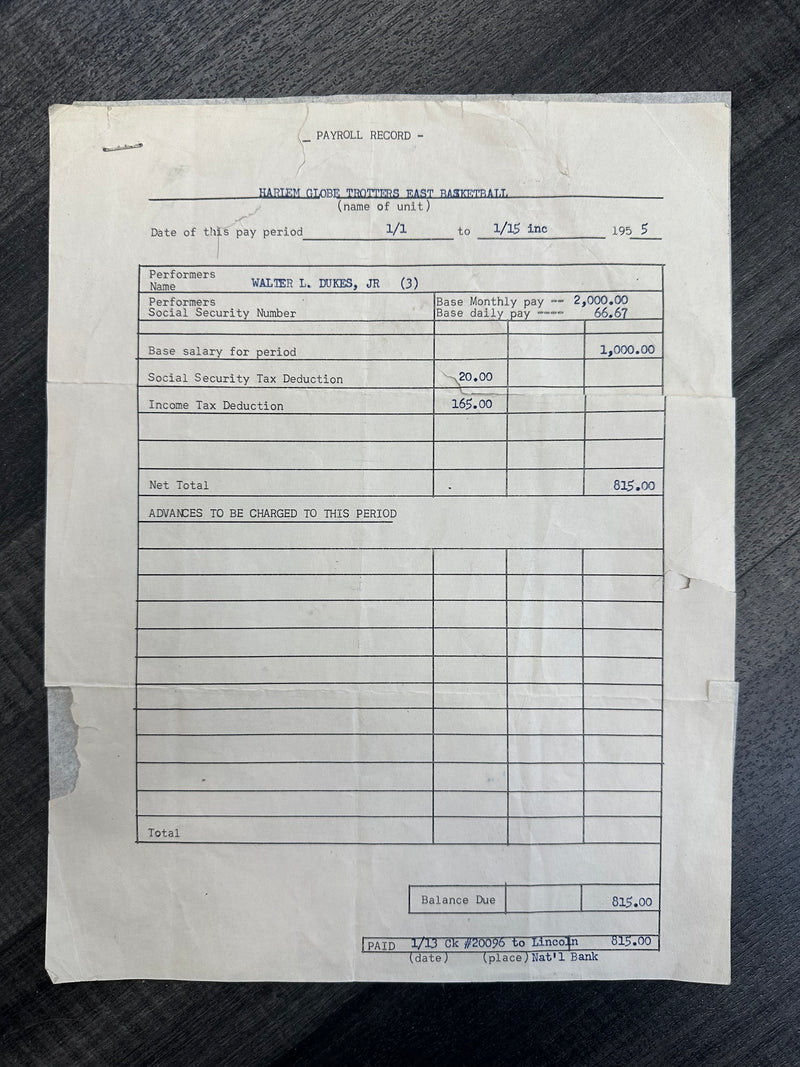 _ PAYROLL RECORD -
HARLEM GLOBE TROTTERS EAST BASKETBALL
(name of unit)
Date of this pay period 1/1 to 1/15 inc 195 5
Performers
Name WALTER L. DUKES, JR (3)
Performers Base Monthly pay -- 2,000.00
Social Security Number Base daily pay ---- 66.67
Base salary for period 1,000.00
Social Security Tax Deduction 20.00
Income Tax Deduction 165.00
Net Total . 815.00
ADVANCES TO BE CHARGED TO THIS PERIOD
Total
Balance Due 815.00
PAID 1/13 Ck #20096 to Lincoln 815.00
(date) (place) Nat'l Bank